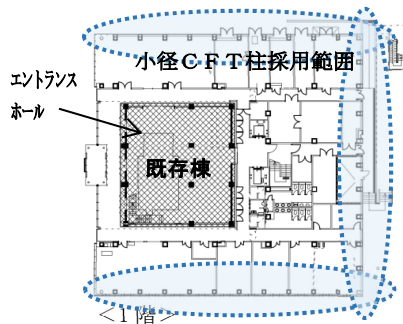 小径ＣＦＴ柱採用範囲
エントランス
ホール
既存棟
＜1階＞